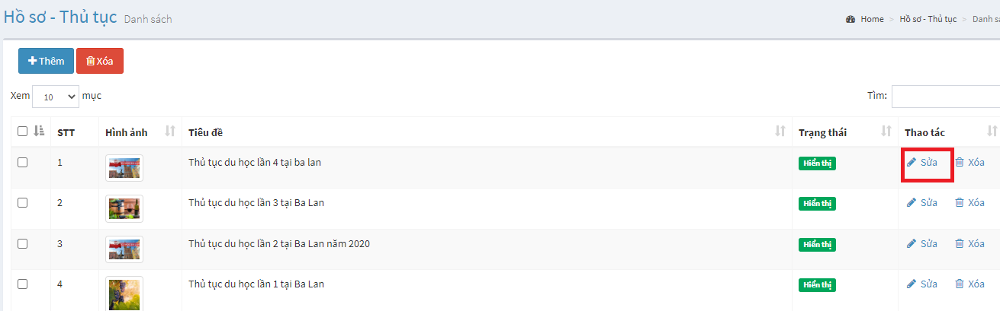 Hồ sơ - Thủ tục Danh sách
Home > Hồ sơ - Thủ tục > Danh sá
Thêm Xóa
Xem 10 mục
Tìm:
STT Hình ảnh Tiêu đề Trạng thái Thao tác
1 Thủ tục du học lần 4 tại ba lan Hiển thị Sửa Xóa
2 Thủ tục du học lần 3 tại Ba Lan Hiển thị Sửa Xóa
3 Thủ tục du học lần 2 tại Ba Lan năm 2020 Hiển thị Sửa Xóa
4 Thủ tục du học lần 1 tại Ba Lan Hiển thị Sửa Xóa